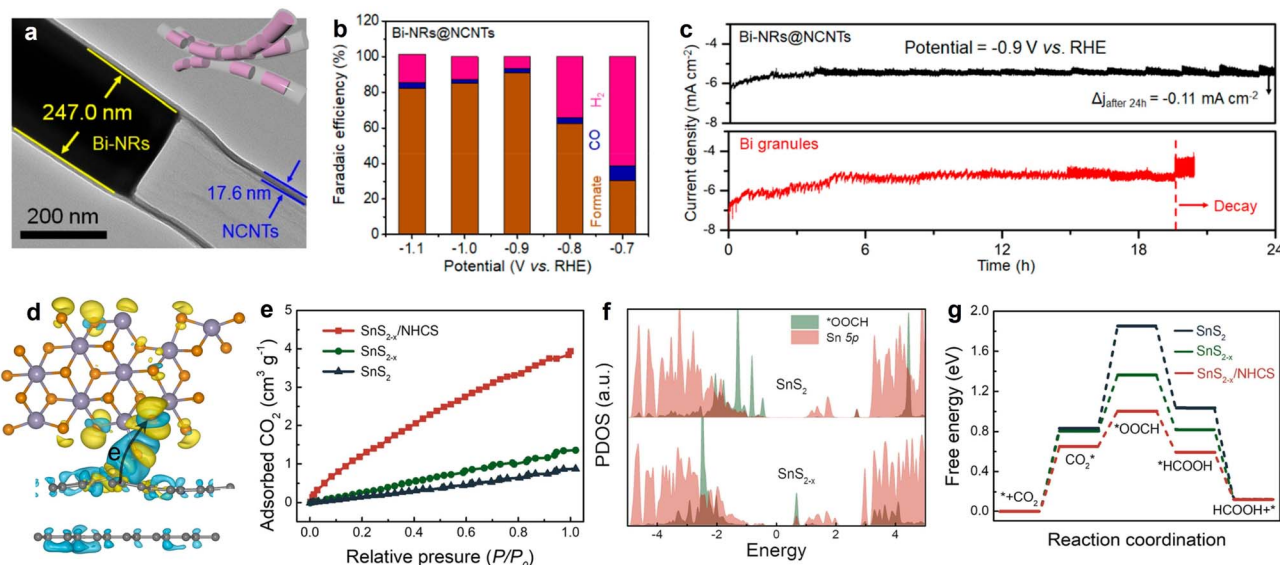 a
247.0 nm
Bi-NRs
17.6 nm
NCNTs
200 nm
b
Bi-NRs@NCNTs
Faradaic efficiency (%)
120
100
80
60
40
20
0
H2
CO
Formate
-1.1 -1.0 -0.9 -0.8 -0.7
Potential (V vs. RHE)
c
Bi-NRs@NCNTs
Potential = -0.9 V vs. RHE
Δjafter 24h = -0.11 mA cm-2
Bi granules
Decay
Current density (mA cm-2)
-4
-6
-8
-4
-6
-8
0 6 12 18 24
Time (h)
d
e
e
SnS2-x/NHCS
SnS2-x
SnS2
Adsorbed CO2 (cm3 g-1)
5
4
3
2
1
0
0.0 0.2 0.4 0.6 0.8 1.0
Relative presure (P/P0)
f
*OOCH
Sn 5p
SnS2
SnS2-x
PDOS (a.u.)
-4 -2 0 2 4
Energy
g
SnS2
SnS2-x
SnS2-x/NHCS
Free energy (eV)
2.0
1.6
1.2
0.8
0.4
0.0
*+CO2
CO2*
*OOCH
*HCOOH
HCOOH+*
Reaction coordination